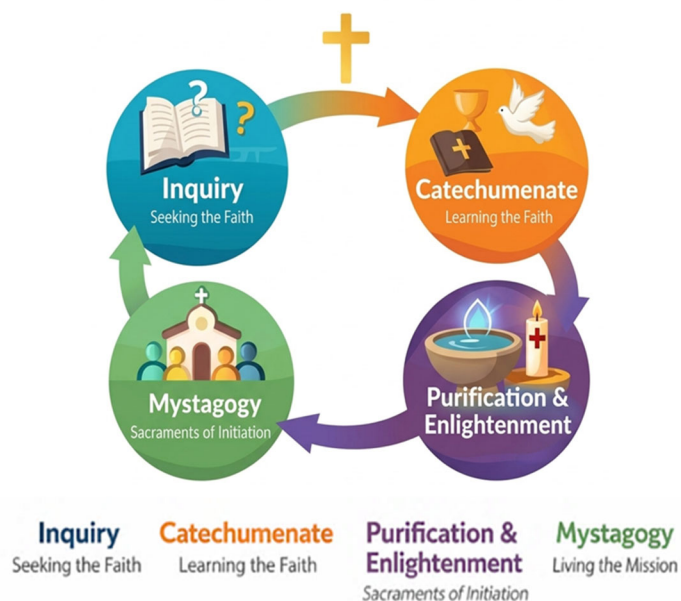 Inquiry
Seeking the Faith
Catechumenate
Learning the Faith
Mystagogy
Sacraments of Initiation
Purification &
Enlightenment
Inquiry
Seeking the Faith
Catechumenate
Learning the Faith
Purification &
Enlightenment
Sacraments of Initiation
Mystagogy
Living the Mission